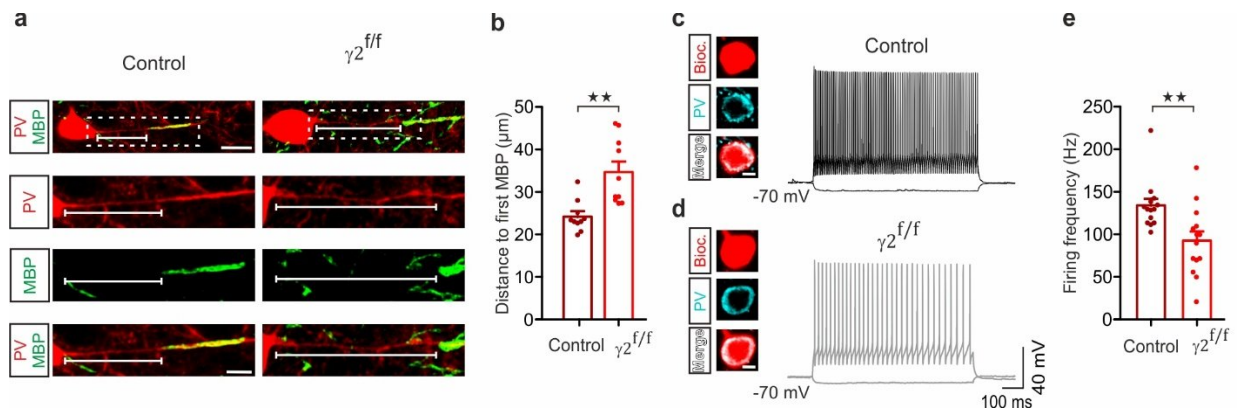 a
Control
γ2f/f
PV
MBP
PV
MBP
PV
MBP
b
Distance to first MBP (μm)
50
40
30
20
10
0
★★
Control γ2f/f
c
Control
Bioc.
PV
Merge
-70 mV
d
γ2f/f
Bioc.
PV
Merge
-70 mV
40 mV
100 ms
e
Firing frequency (Hz)
250
200
150
100
50
0
★★
Control γ2f/f